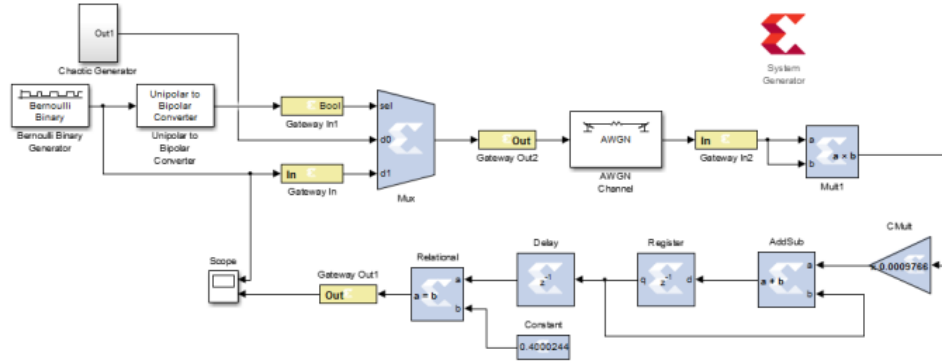 Out1
Chaotic Generator
System
Generator
Bernoulli
Binary
Bernoulli Binary
Generator
Unipolar to
Bipolar
Converter
Unipolar to
Bipolar
Converter
Bool
Gateway In1
In
Gateway In
sel
d0
d1
Mux
Out
Gateway Out2
AWGN
AWGN
Channel
In
Gateway In2
a
b
a × b
Mult1
Scope
Gateway Out1
Out
Relational
a
a = b
b
Delay
z-1
Register
q
z-1
d
AddSub
a
a + b
b
CMult
0.0009766
Constant
0.4000244